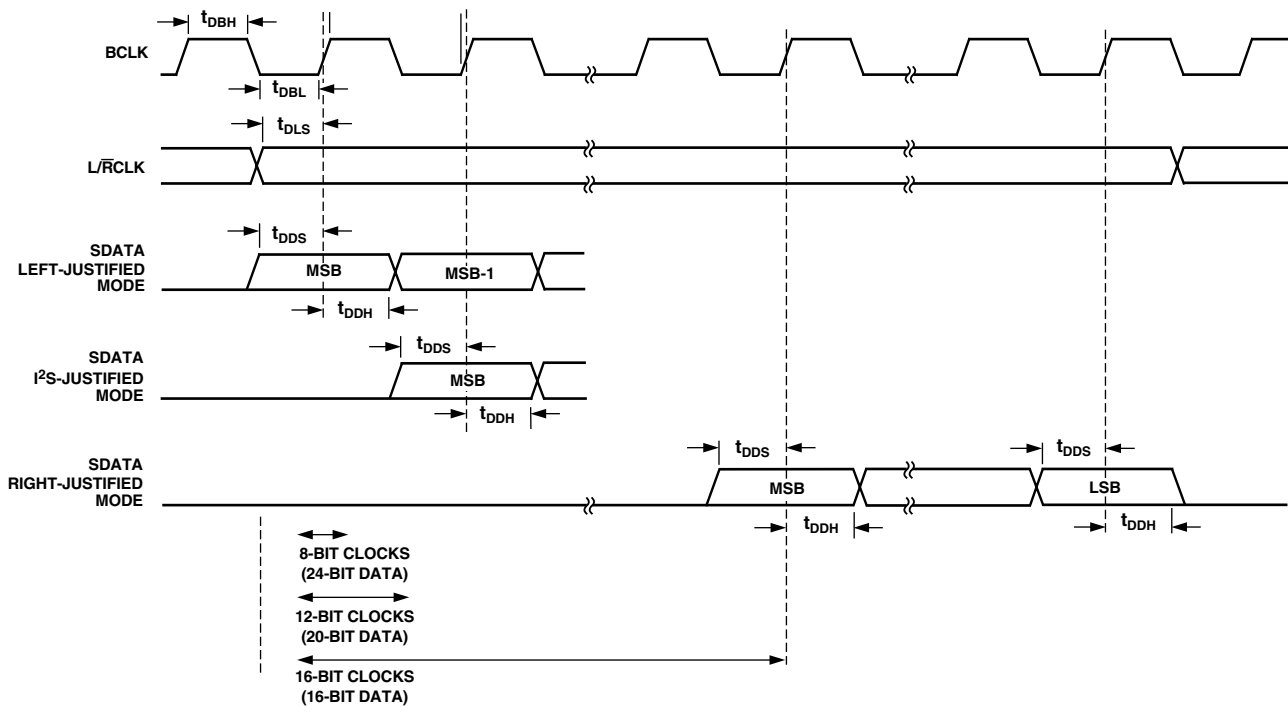 tDBH
BCLK
tDBL
tDLS
L/R̅CLK
tDDS
SDATA
LEFT-JUSTIFIED
MODE
MSB
MSB-1
tDDH
tDDS
SDATA
I²S-JUSTIFIED
MODE
MSB
tDDH
tDDS
tDDS
SDATA
RIGHT-JUSTIFIED
MODE
MSB
LSB
tDDH
tDDH
8-BIT CLOCKS
(24-BIT DATA)
12-BIT CLOCKS
(20-BIT DATA)
16-BIT CLOCKS
(16-BIT DATA)